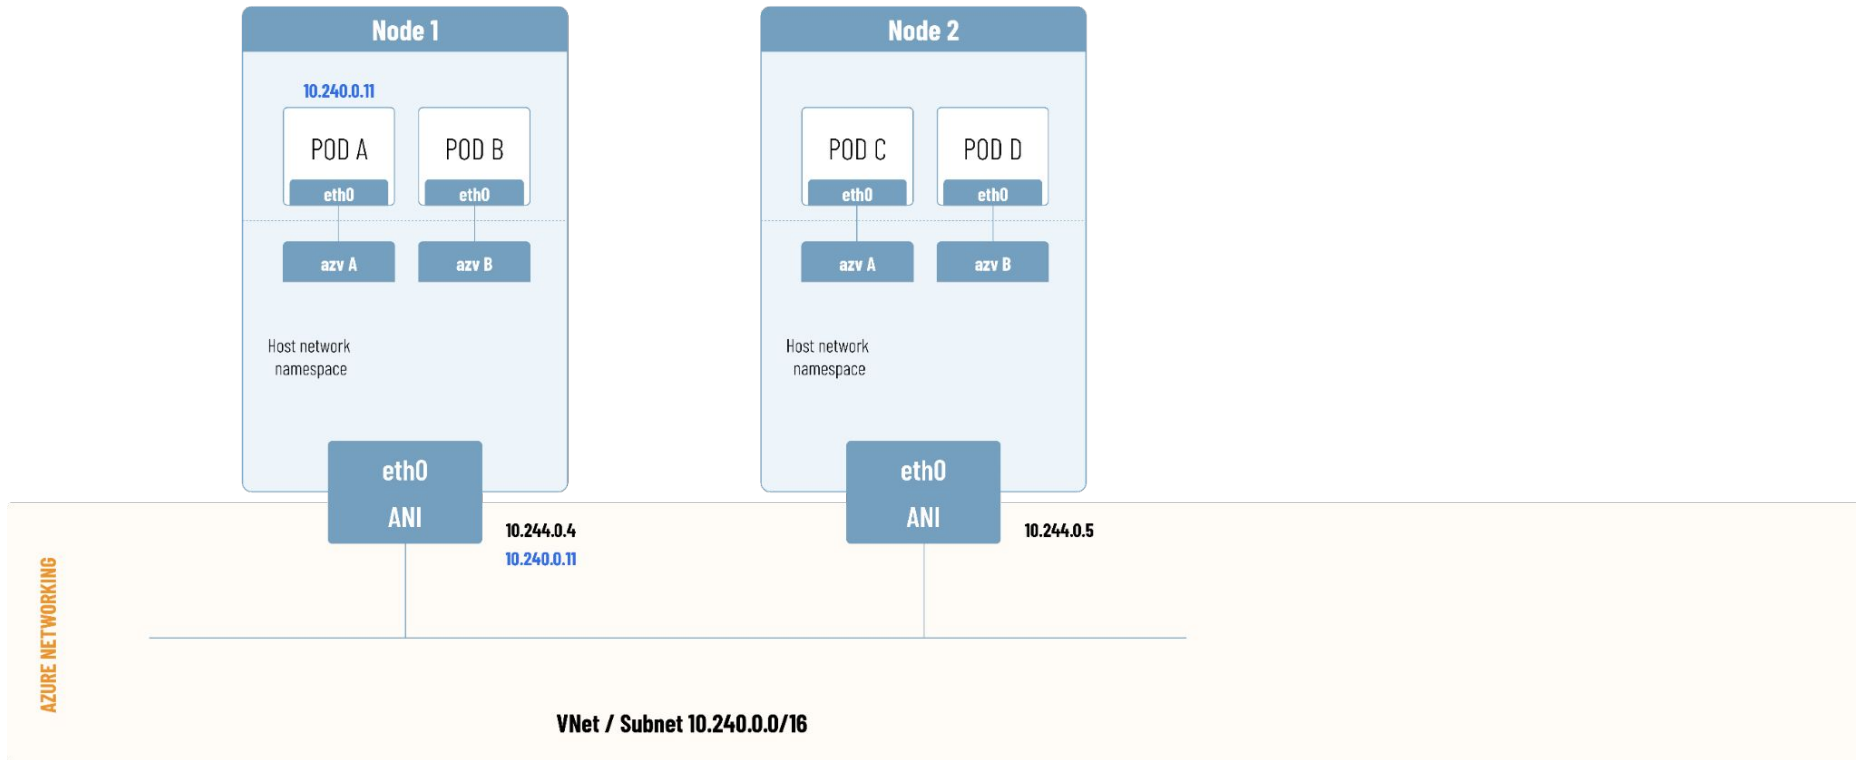 Node 1
10.240.0.11
POD A
POD B
eth0
eth0
azv A
azv B
Host network
namespace
eth0
ANI
10.244.0.4
10.240.0.11
Node 2
POD C
POD D
eth0
eth0
azv A
azv B
Host network
namespace
eth0
ANI
10.244.0.5
AZURE NETWORKING
VNet / Subnet 10.240.0.0/16